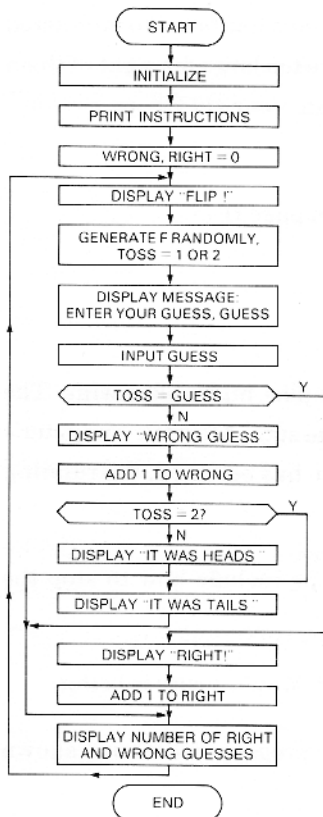 START
INITIALIZE
PRINT INSTRUCTIONS
WRONG, RIGHT = 0
DISPLAY "FLIP !"
GENERATE F RANDOMLY,
TOSS = 1 OR 2
DISPLAY MESSAGE:
ENTER YOUR GUESS, GUESS
INPUT GUESS
TOSS = GUESS
Y
N
DISPLAY "WRONG GUESS"
ADD 1 TO WRONG
TOSS = 2?
Y
N
DISPLAY "IT WAS HEADS"
DISPLAY "IT WAS TAILS"
DISPLAY "RIGHT!"
ADD 1 TO RIGHT
DISPLAY NUMBER OF RIGHT
AND WRONG GUESSES
END